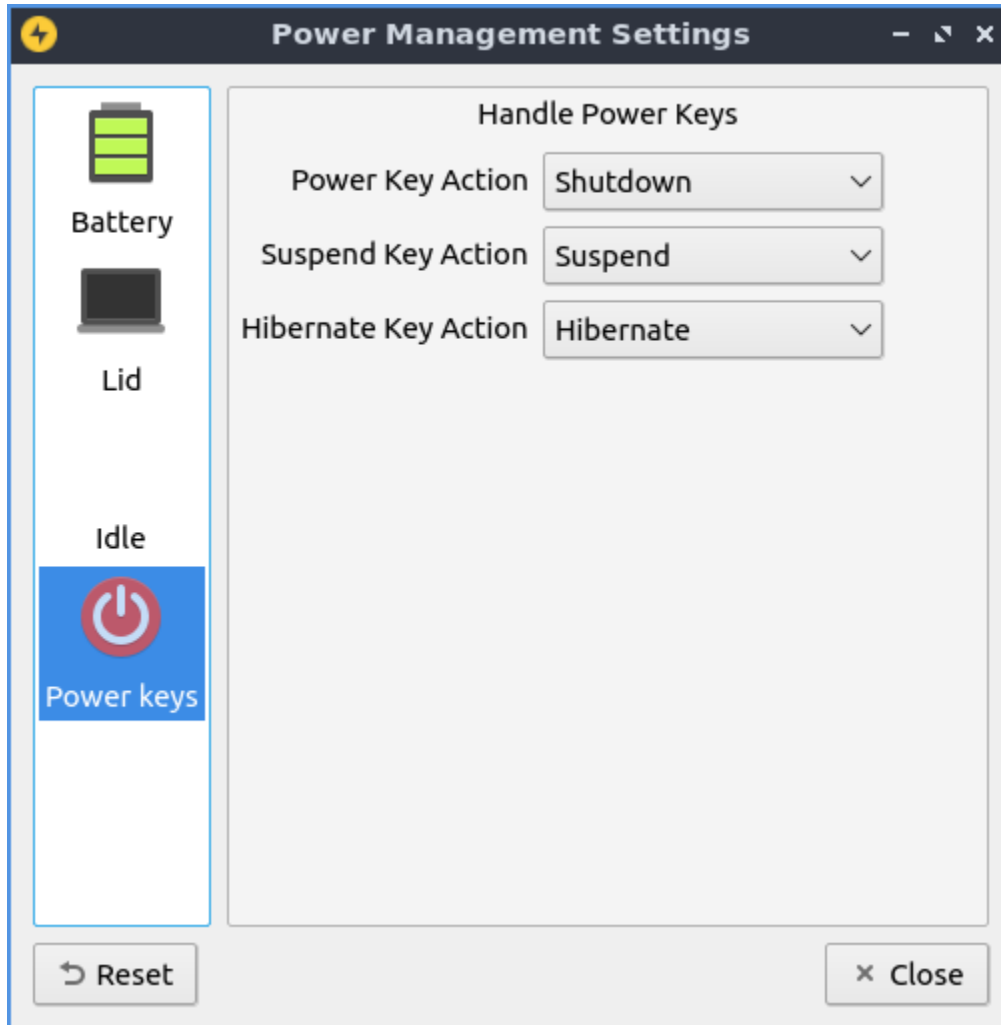 Power Management Settings
Battery
Lid
Idle
Power keys
Handle Power Keys
Power Key Action Shutdown
Suspend Key Action Suspend
Hibernate Key Action Hibernate
Reset Close